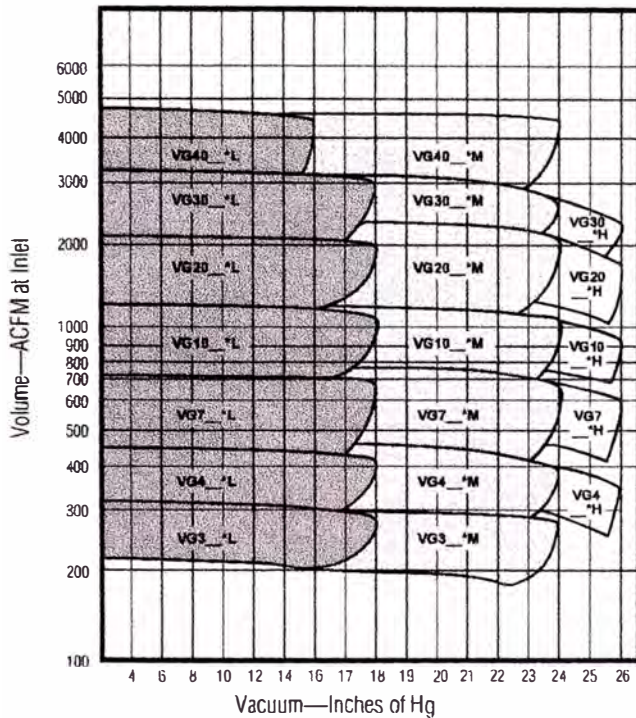 Volume—ACFM at Inlet
6000
5000
4000
3000
2000
1000
900
800
700
600
500
400
300
200
100
VG40__*L
VG40__*M
VG30__*L
VG30__*M
VG30
__*H
VG20__*L
VG20__*M
VG20
__*H
VG10__*L
VG10__*M
VG10
__*H
VG7__*L
VG7__*M
VG7
__*H
VG4__*L
VG4__*M
VG4
__*H
VG3__*L
VG3__*M
4 6 8 10 12 14 16 17 18 19 20 21 22 23 24 25 26
Vacuum—Inches of Hg